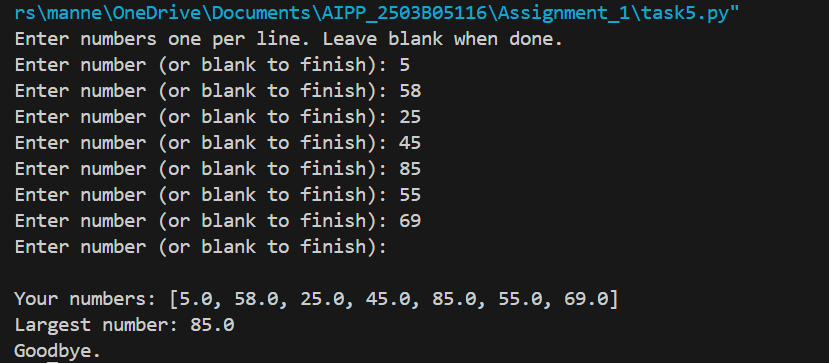 rs\manne\OneDrive\Documents\AIPP_2503B05116\Assignment_1\task5.py"
Enter numbers one per line. Leave blank when done.
Enter number (or blank to finish): 5
Enter number (or blank to finish): 58
Enter number (or blank to finish): 25
Enter number (or blank to finish): 45
Enter number (or blank to finish): 85
Enter number (or blank to finish): 55
Enter number (or blank to finish): 69
Enter number (or blank to finish):
Your numbers: [5.0, 58.0, 25.0, 45.0, 85.0, 55.0, 69.0]
Largest number: 85.0
Goodbye.